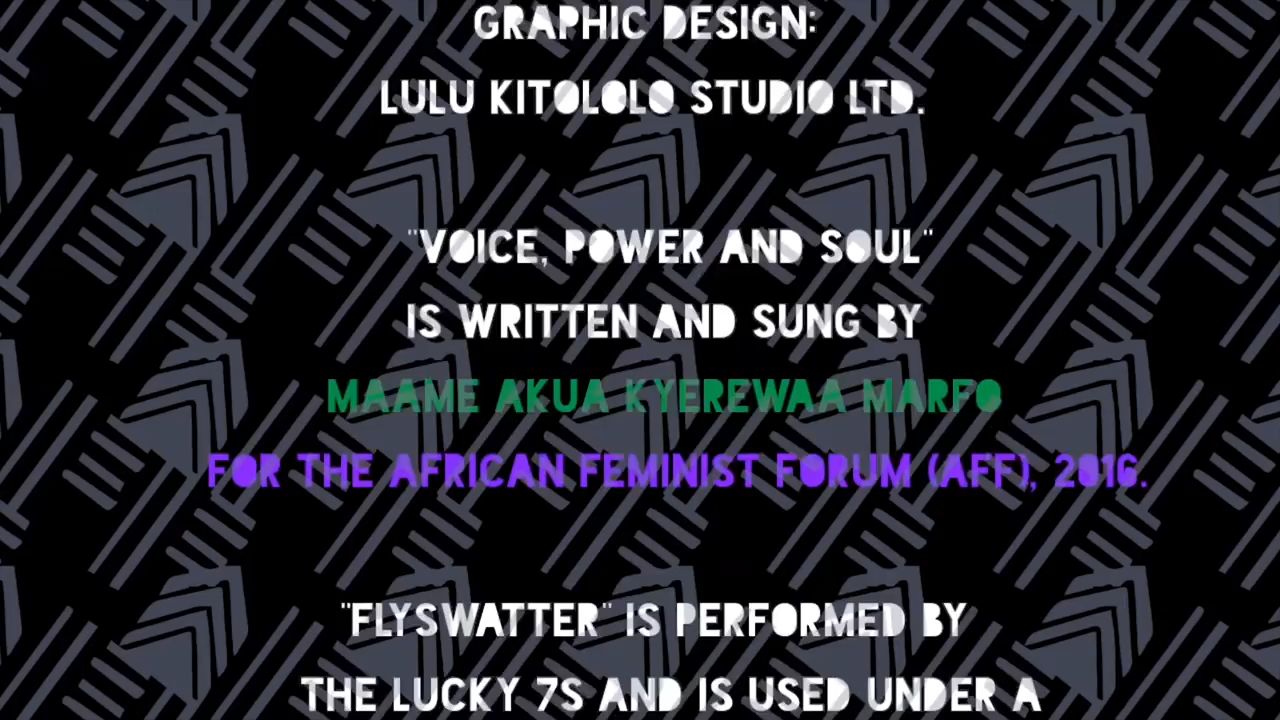 GRAPHIC DESIGN:
LULU KITOLOLO STUDIO LTD.
"VOICE, POWER AND SOUL"
IS WRITTEN AND SUNG BY
MAAME AKUA KYEREWAA MARFO
FOR THE AFRICAN FEMINIST FORUM (AFF), 2016.
"FLYSWATTER" IS PERFORMED BY
THE LUCKY 7S AND IS USED UNDER A